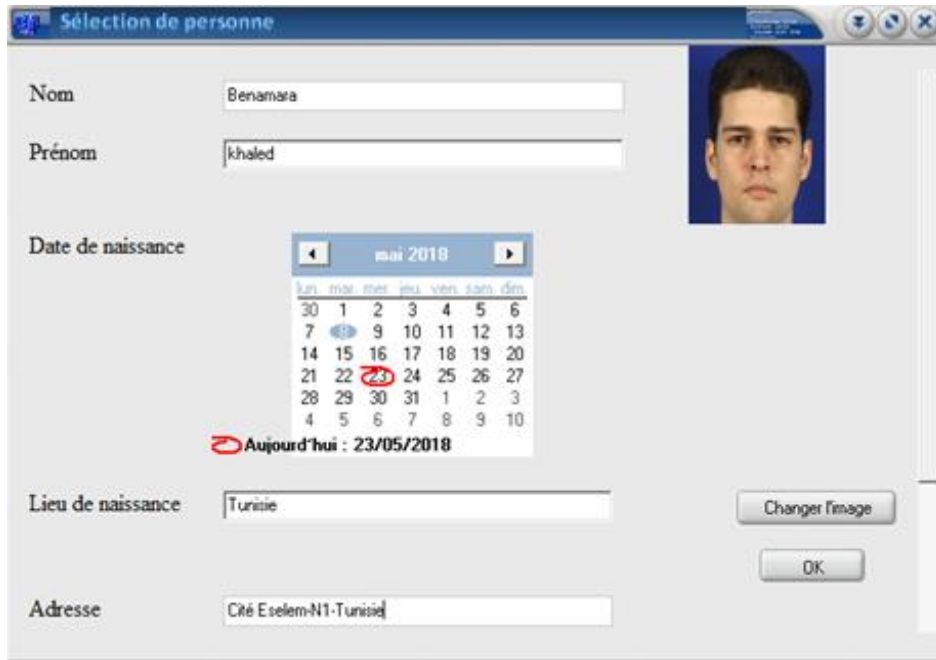 Sélection de personne
Nom
Benamara
Prénom
khaled
Date de naissance
mai 2018
lun. mar. mer. jeu. ven. sam. dim.
30 1 2 3 4 5 6
7 8 9 10 11 12 13
14 15 16 17 18 19 20
21 22 23 24 25 26 27
28 29 30 31 1 2 3
4 5 6 7 8 9 10
Aujourd'hui : 23/05/2018
Lieu de naissance
Tunisie
Changer l'image
OK
Adresse
Cité Eselem-N1-Tunisie